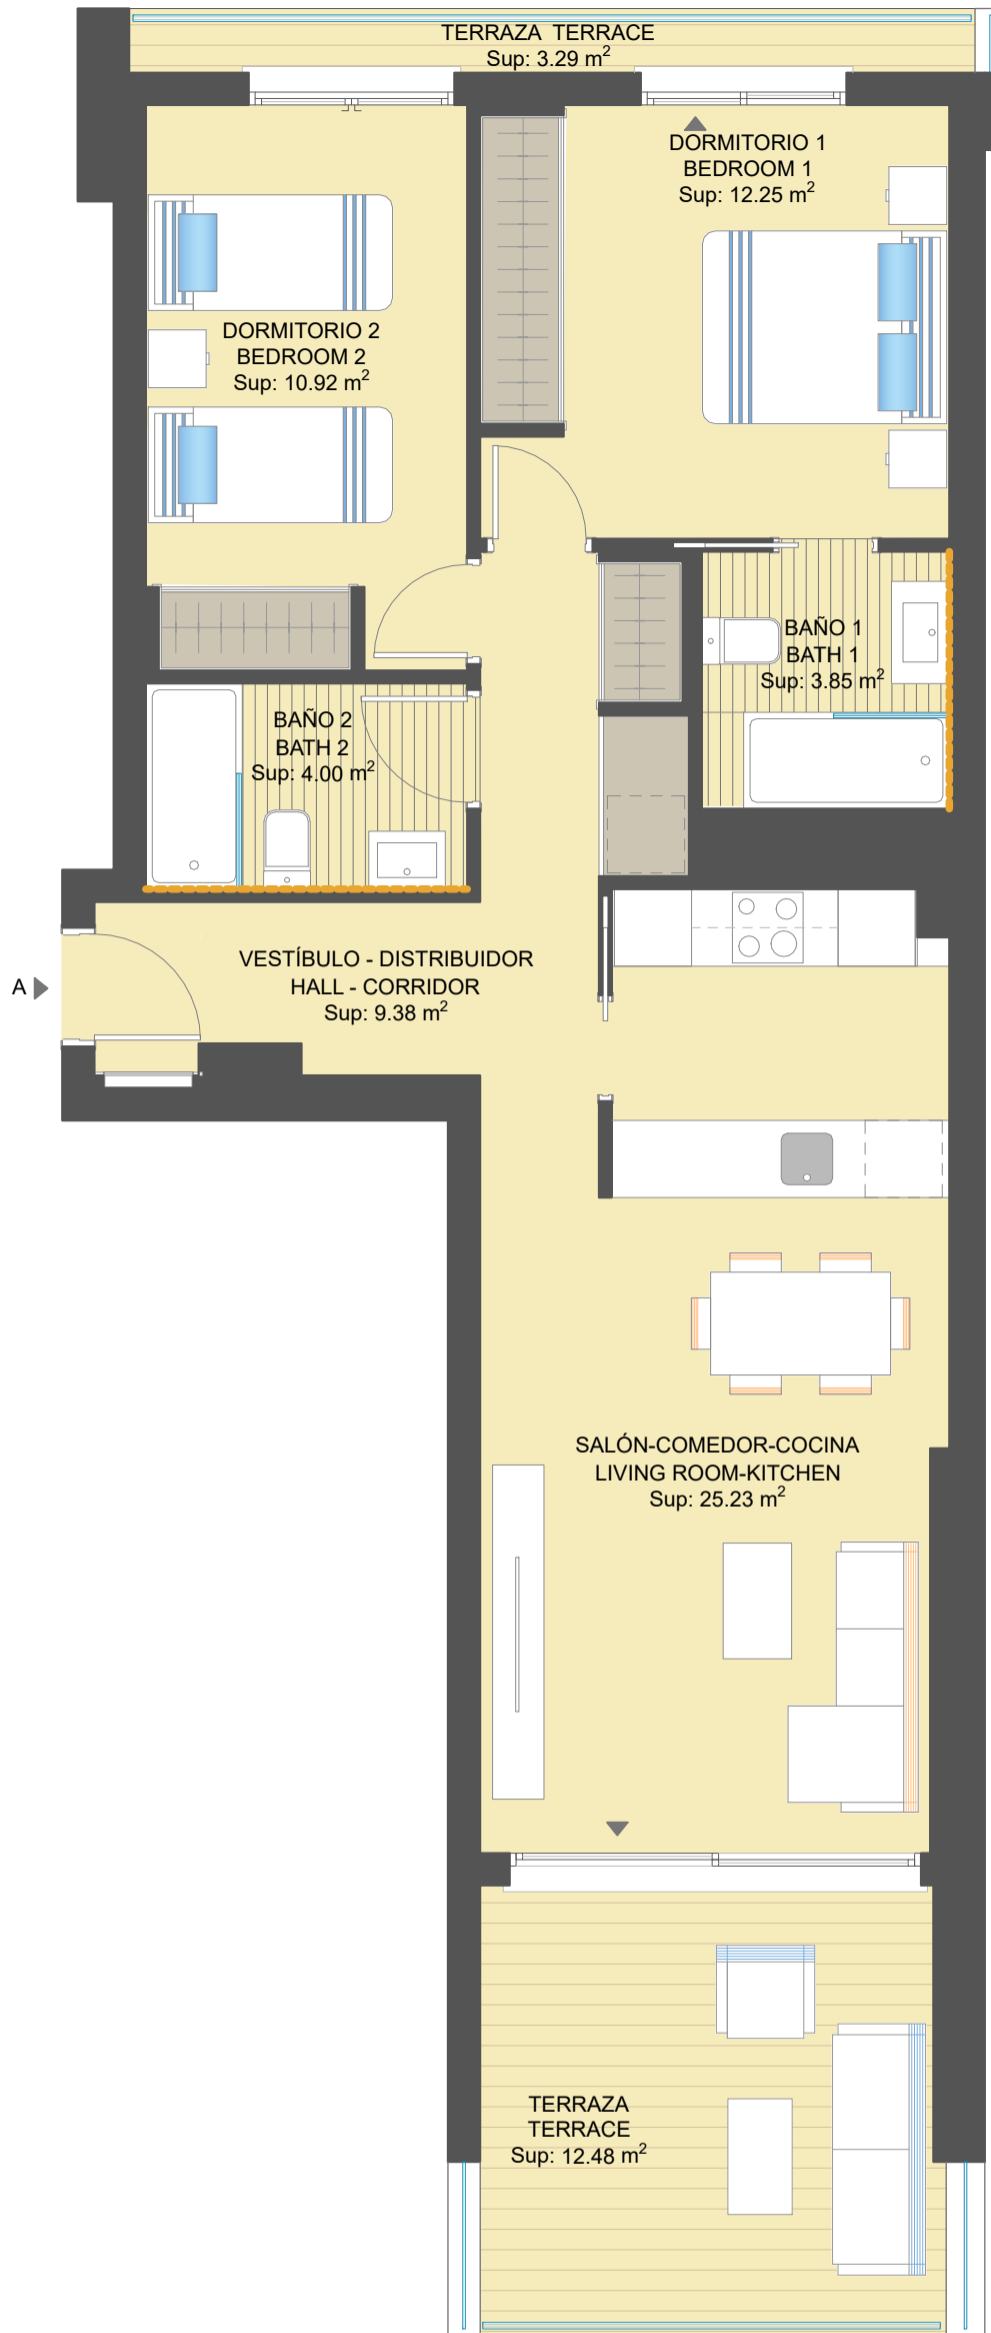 TERRAZA TERRACE
Sup: 3.29 m²
DORMITORIO 1
BEDROOM 1
Sup: 12.25 m²
DORMITORIO 2
BEDROOM 2
Sup: 10.92 m²
BAÑO 1
BATH 1
Sup: 3.85 m²
BAÑO 2
BATH 2
Sup: 4.00 m²
VESTÍBULO - DISTRIBUIDOR
HALL - CORRIDOR
Sup: 9.38 m²
A
SALÓN-COMEDOR-COCINA
LIVING ROOM-KITCHEN
Sup: 25.23 m²
TERRAZA
TERRACE
Sup: 12.48 m²